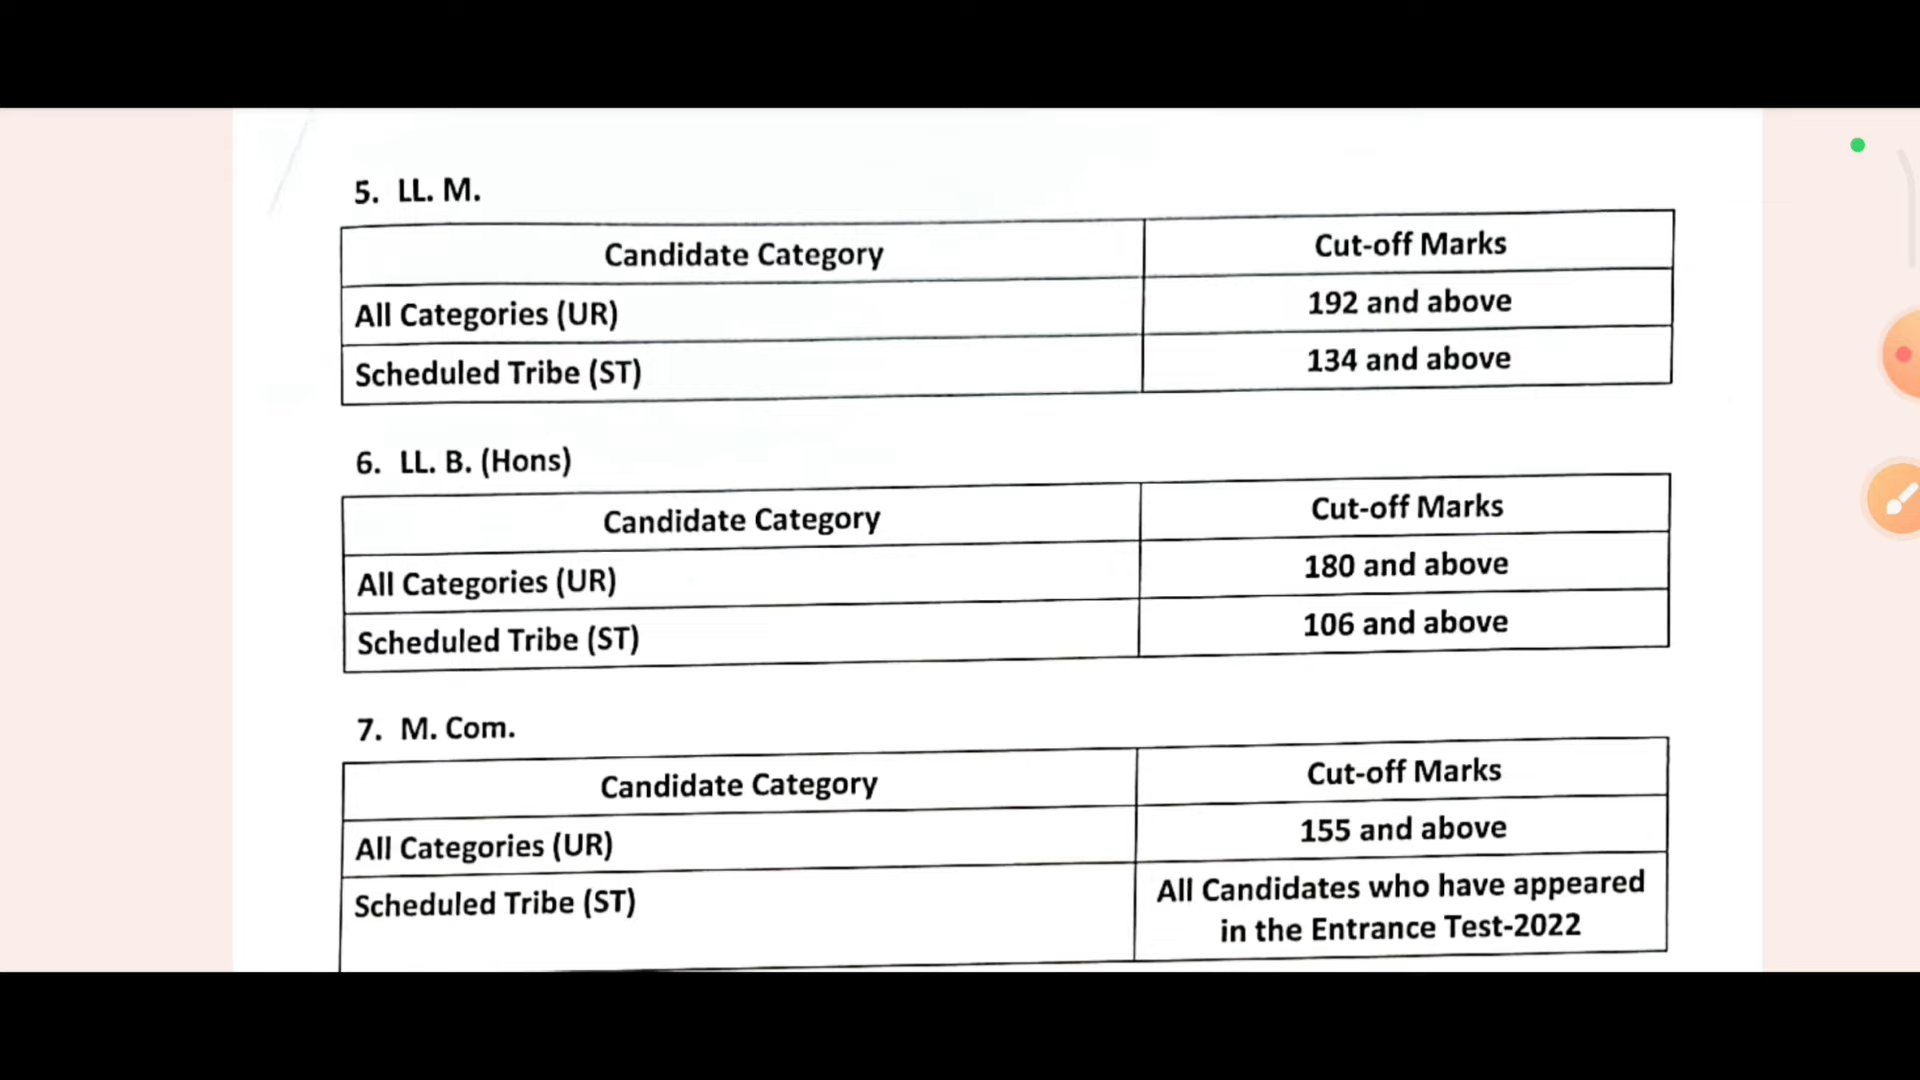 5. LL. M.
Candidate Category Cut-off Marks
All Categories (UR) 192 and above
Scheduled Tribe (ST) 134 and above
6. LL. B. (Hons)
Candidate Category Cut-off Marks
All Categories (UR) 180 and above
Scheduled Tribe (ST) 106 and above
7. M. Com.
Candidate Category Cut-off Marks
All Categories (UR) 155 and above
Scheduled Tribe (ST) All Candidates who have appeared
in the Entrance Test-2022